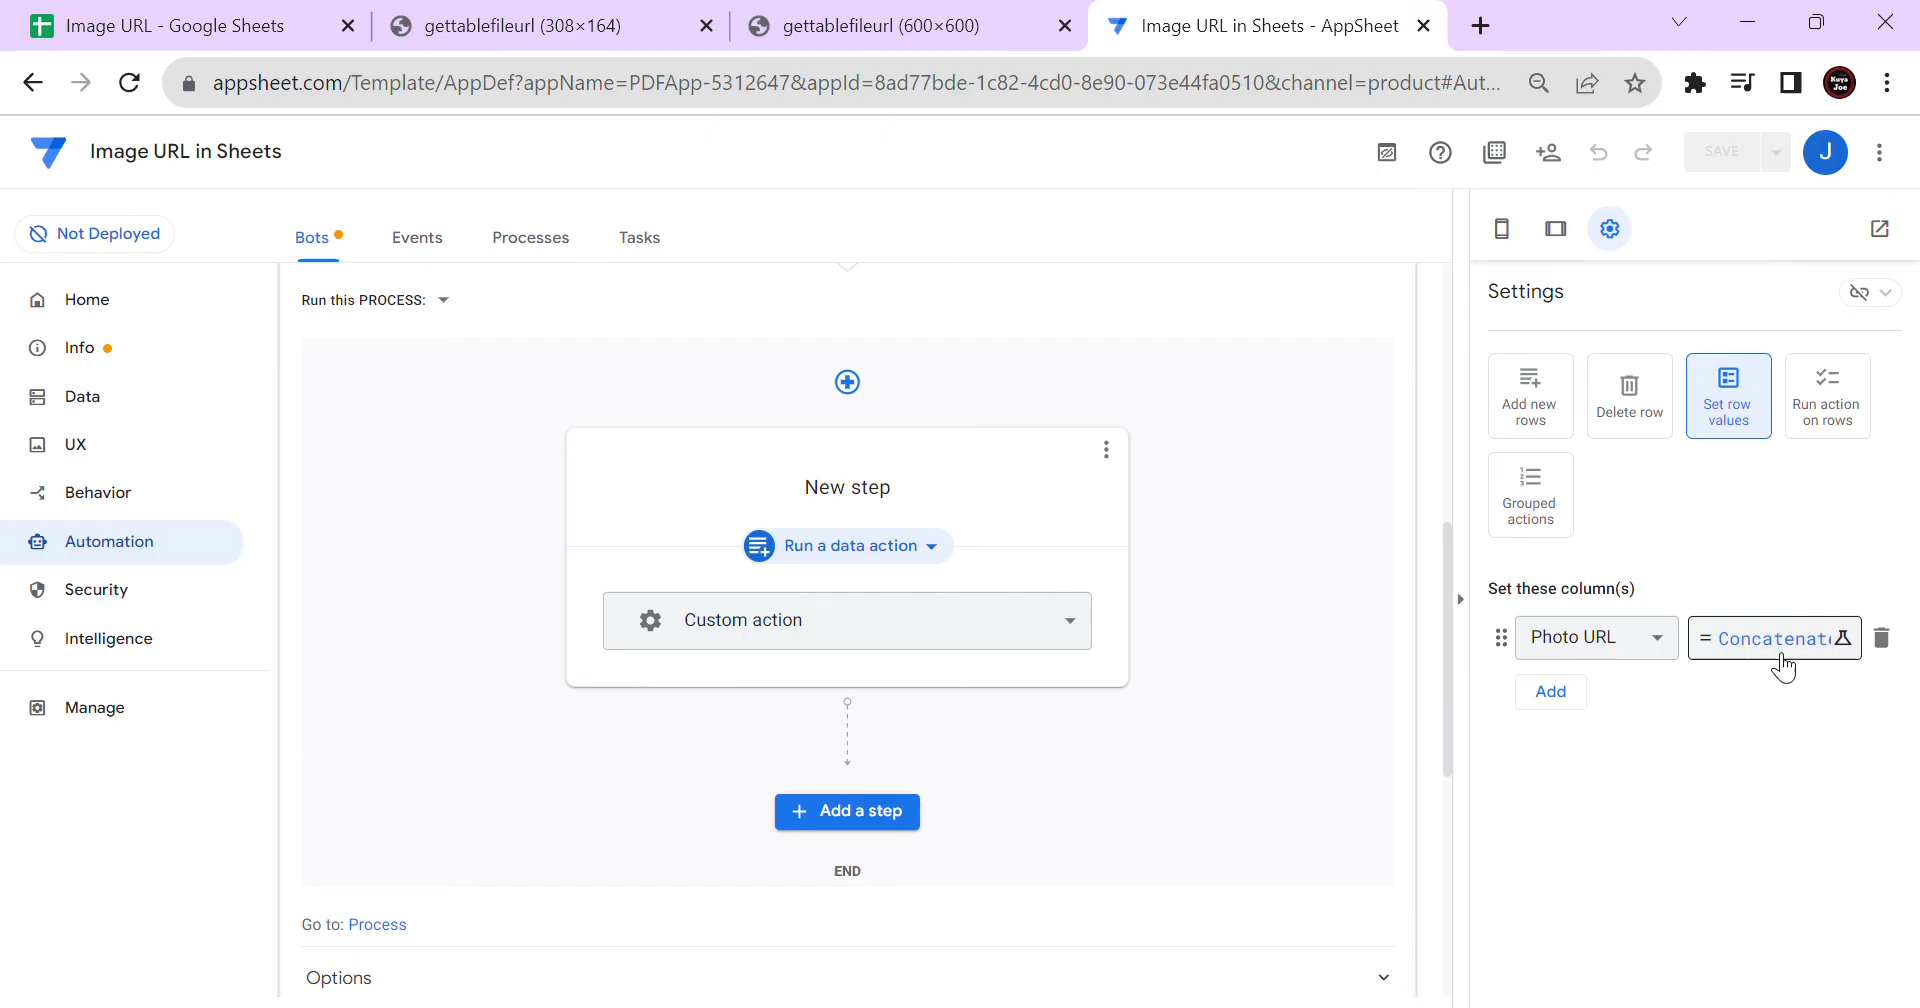 Image URL - Google Sheets
gettablefileurl (308×164)
gettablefileurl (600×600)
Image URL in Sheets - AppSheet
appsheet.com/Template/AppDef?appName=PDFApp-5312647&appId=8ad77bde-1c82-4cd0-8e90-073e44fa0510&channel=product#Aut...
Kuya
Joe
Image URL in Sheets
SAVE
J
Not Deployed
Bots
Events
Processes
Tasks
Home
Info
Data
UX
Behavior
Automation
Security
Intelligence
Manage
Run this PROCESS:
New step
Run a data action
Custom action
Add a step
END
Go to: Process
Options
Settings
Add new
rows
Delete row
Set row
values
Run action
on rows
Grouped
actions
Set these column(s)
Photo URL
= Concatenat
Add